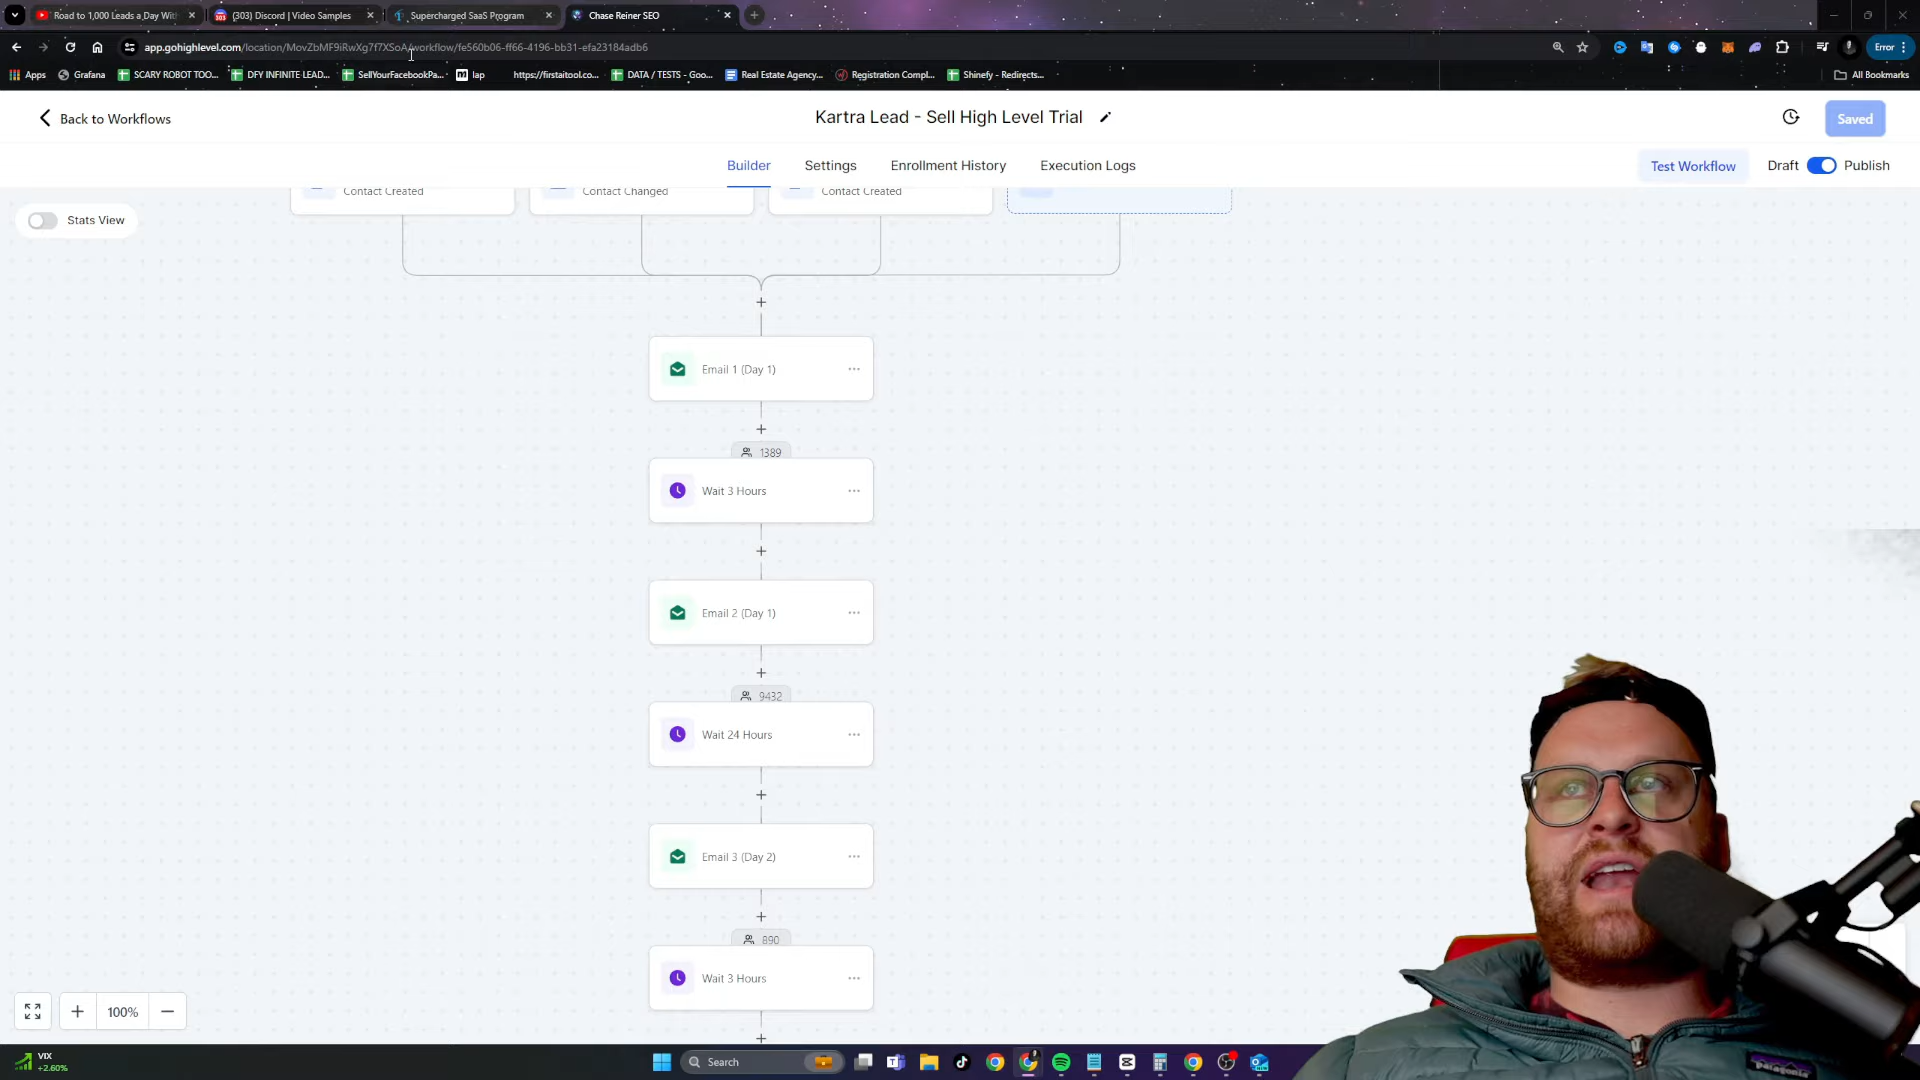 Road to 1,000 Leads a Day With
(303) Discord | Video Samples
Supercharged SaaS Program
Chase Reiner SEO
app.gohighlevel.com/location/MovZbMF9iRwXg7f7XSoA/workflow/fe560b06-ff66-4196-bb31-efa23184adb6
Error
Apps
Grafana
SCARY ROBOT TOO...
DFY INFINITE LEAD...
SellYourFacebookPa...
lap
https://firstaitool.co...
DATA / TESTS - Goo...
Real Estate Agency...
Registration Compl...
Shinefy - Redirects...
All Bookmarks
Back to Workflows
Kartra Lead - Sell High Level Trial
Saved
Builder
Settings
Enrollment History
Execution Logs
Test Workflow
Draft
Publish
Contact Created
Contact Changed
Contact Created
Stats View
Email 1 (Day 1)
1389
Wait 3 Hours
Email 2 (Day 1)
9432
Wait 24 Hours
Email 3 (Day 2)
890
Wait 3 Hours
100%
VIX
+2.60%
Search
patagonia